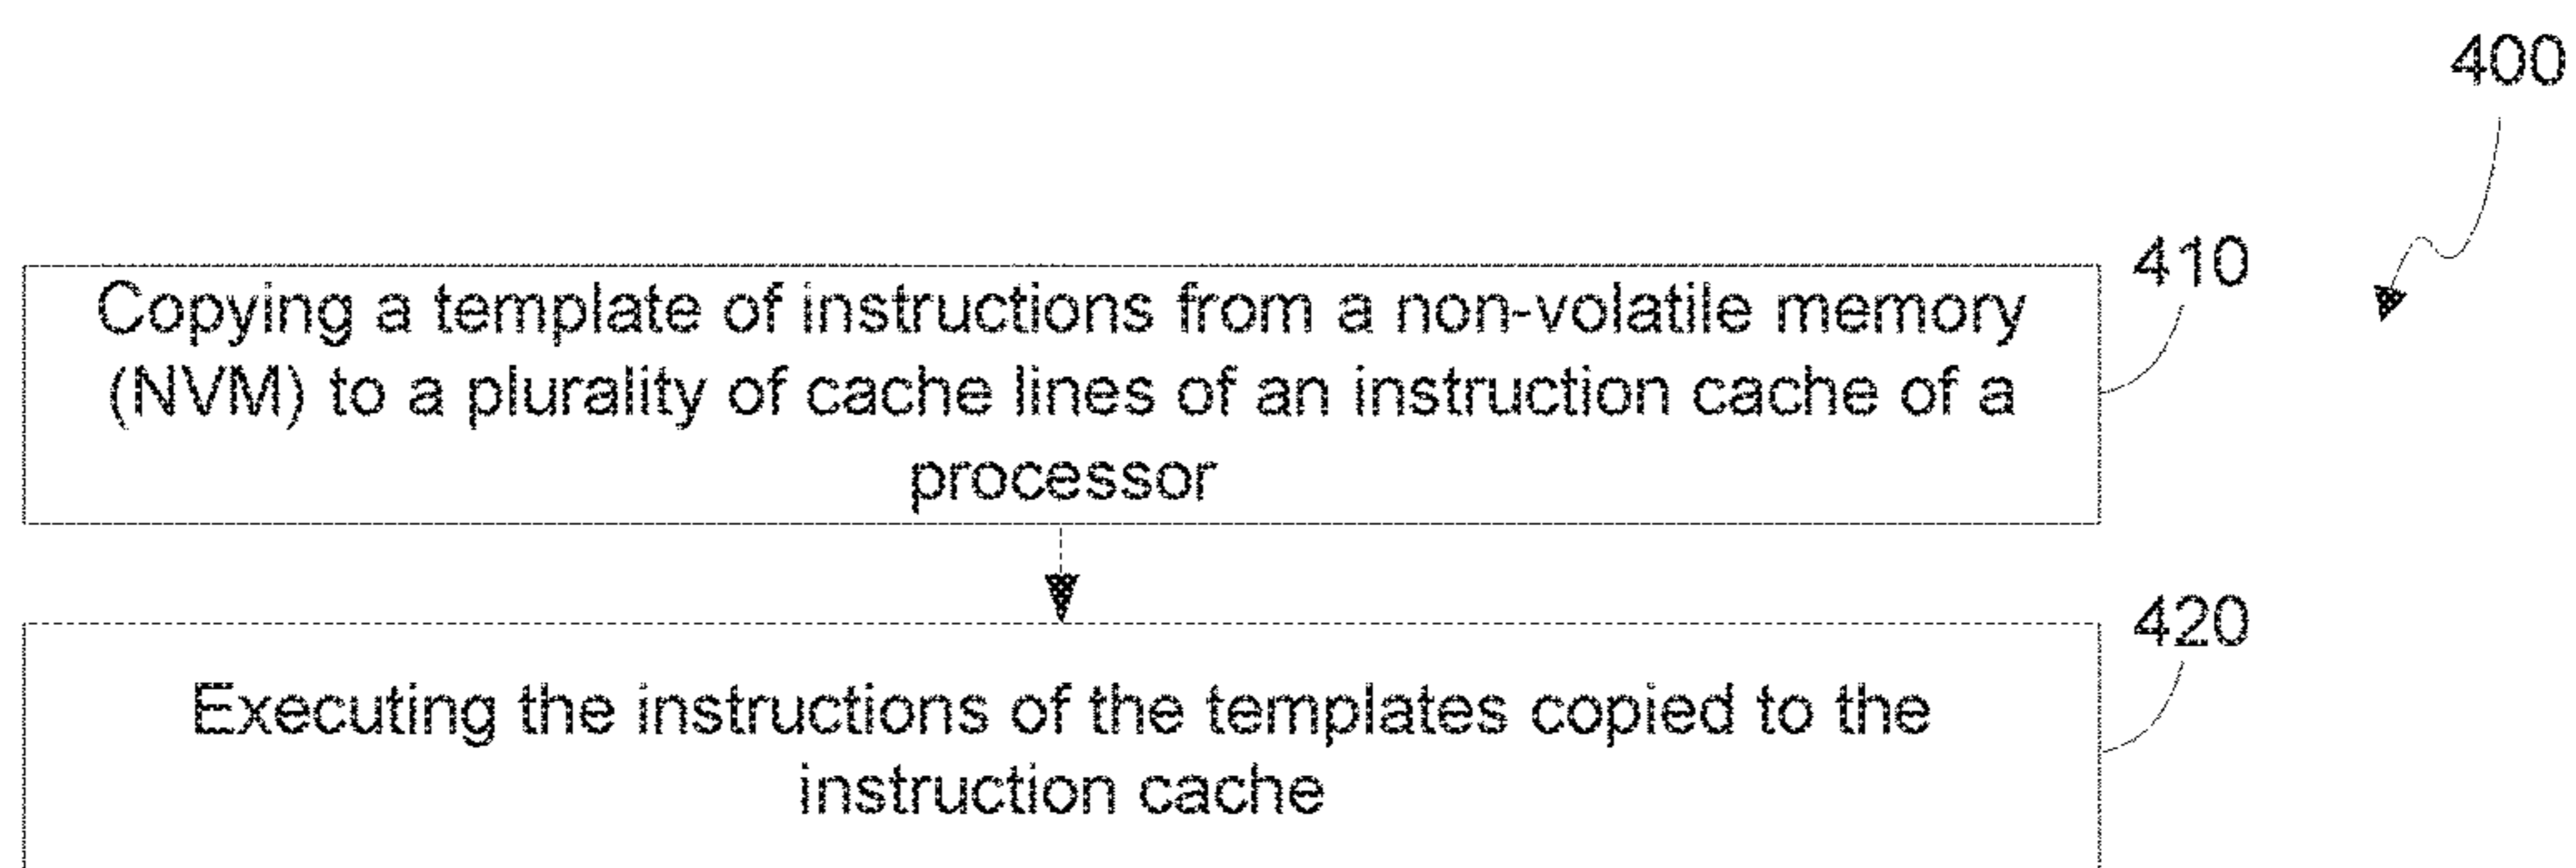 400
410
Copying a template of instructions from a non-volatile memory
(NVM) to a plurality of cache lines of an instruction cache of a
processor
420
Executing the instructions of the templates copied to the
instruction cache